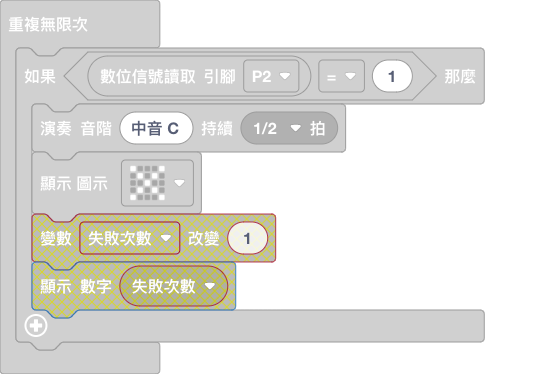 重複無限次
如果 數位信號讀取 引腳 P2 = 1 那麼
演奏 音階 中音 C 持續 1/2 拍
顯示 圖示
變數 失敗次數 改變 1
顯示 數字 失敗次數